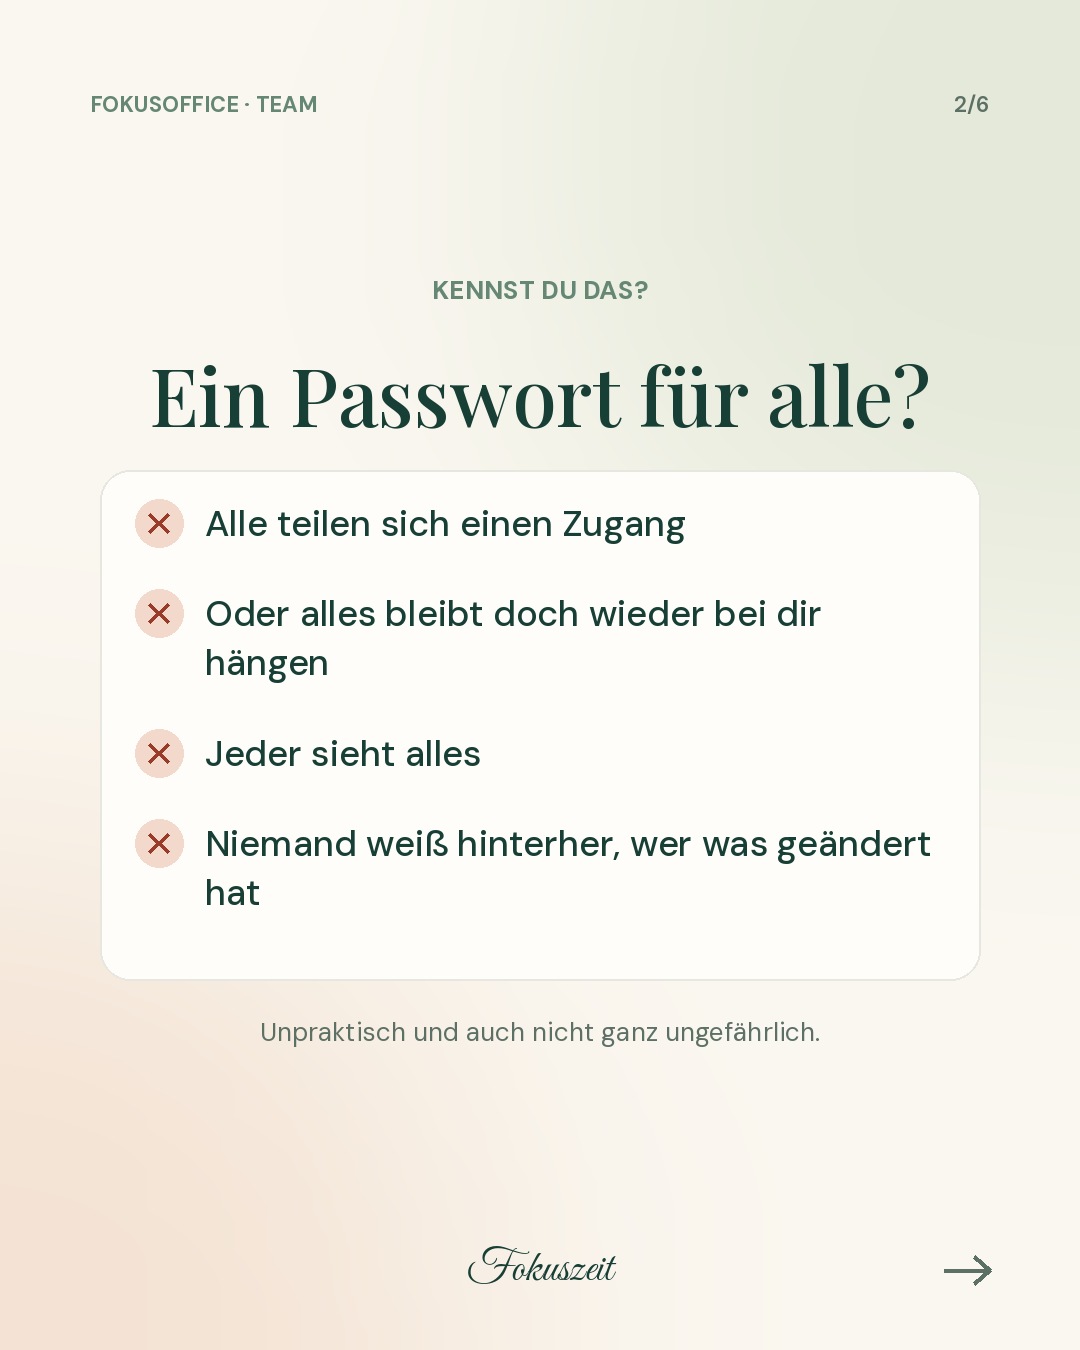 FOKUSOFFICE · TEAM
2/6
KENNST DU DAS?
Ein Passwort für alle?
Alle teilen sich einen Zugang
Oder alles bleibt doch wieder bei dir
hängen
Jeder sieht alles
Niemand weiß hinterher, wer was geändert
hat
Unpraktisch und auch nicht ganz ungefährlich.
Fokuszeit